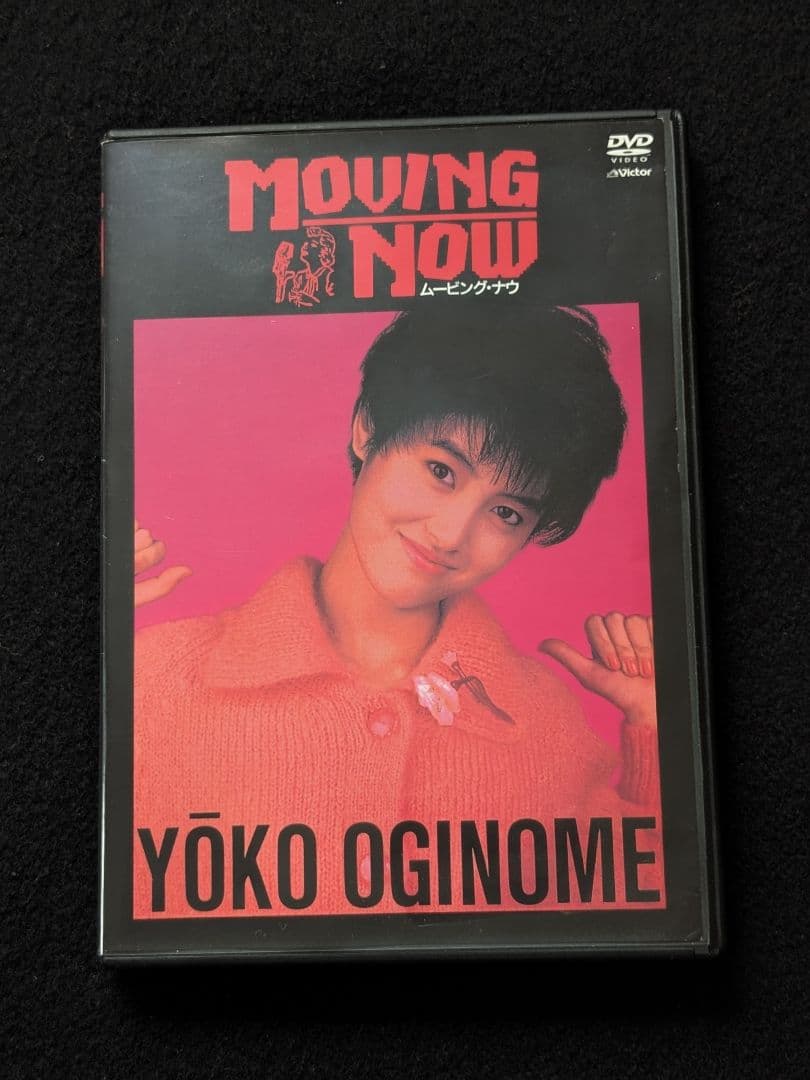 MOVING
NOW
ムービング・ナウ
DVD
VIDEO
Victor
YŌKO OGINOME